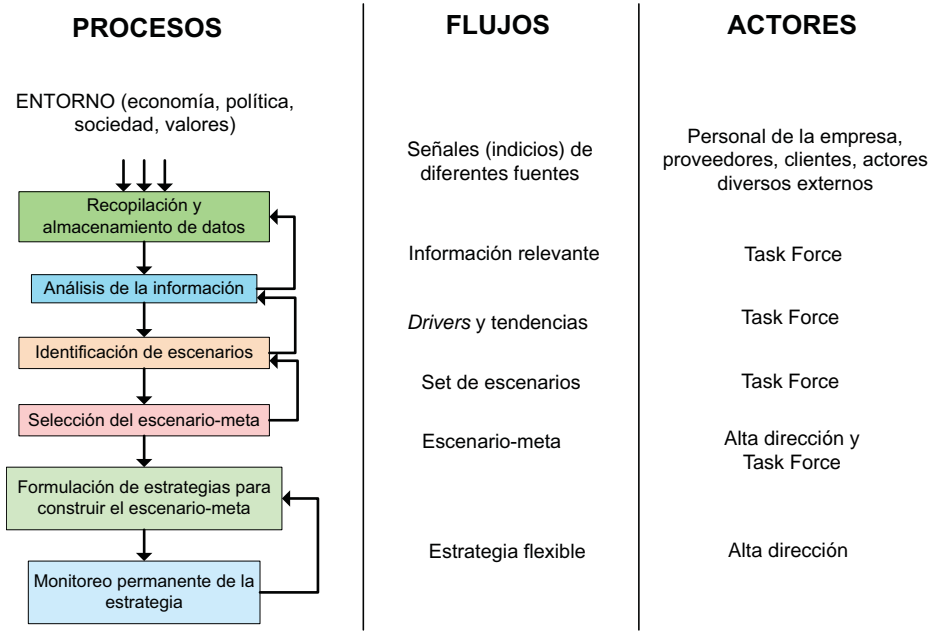 PROCESOS
ENTORNO (economía, política,
sociedad, valores)
Recopilación y
almacenamiento de datos
Análisis de la información
Identificación de escenarios
Selección del escenario-meta
Formulación de estrategias para
construir el escenario-meta
Monitoreo permanente de la
estrategia
FLUJOS
Señales (indicios) de
diferentes fuentes
Información relevante
Drivers y tendencias
Set de escenarios
Escenario-meta
Estrategia flexible
ACTORES
Personal de la empresa,
proveedores, clientes, actores
diversos externos
Task Force
Task Force
Task Force
Alta dirección y
Task Force
Alta dirección